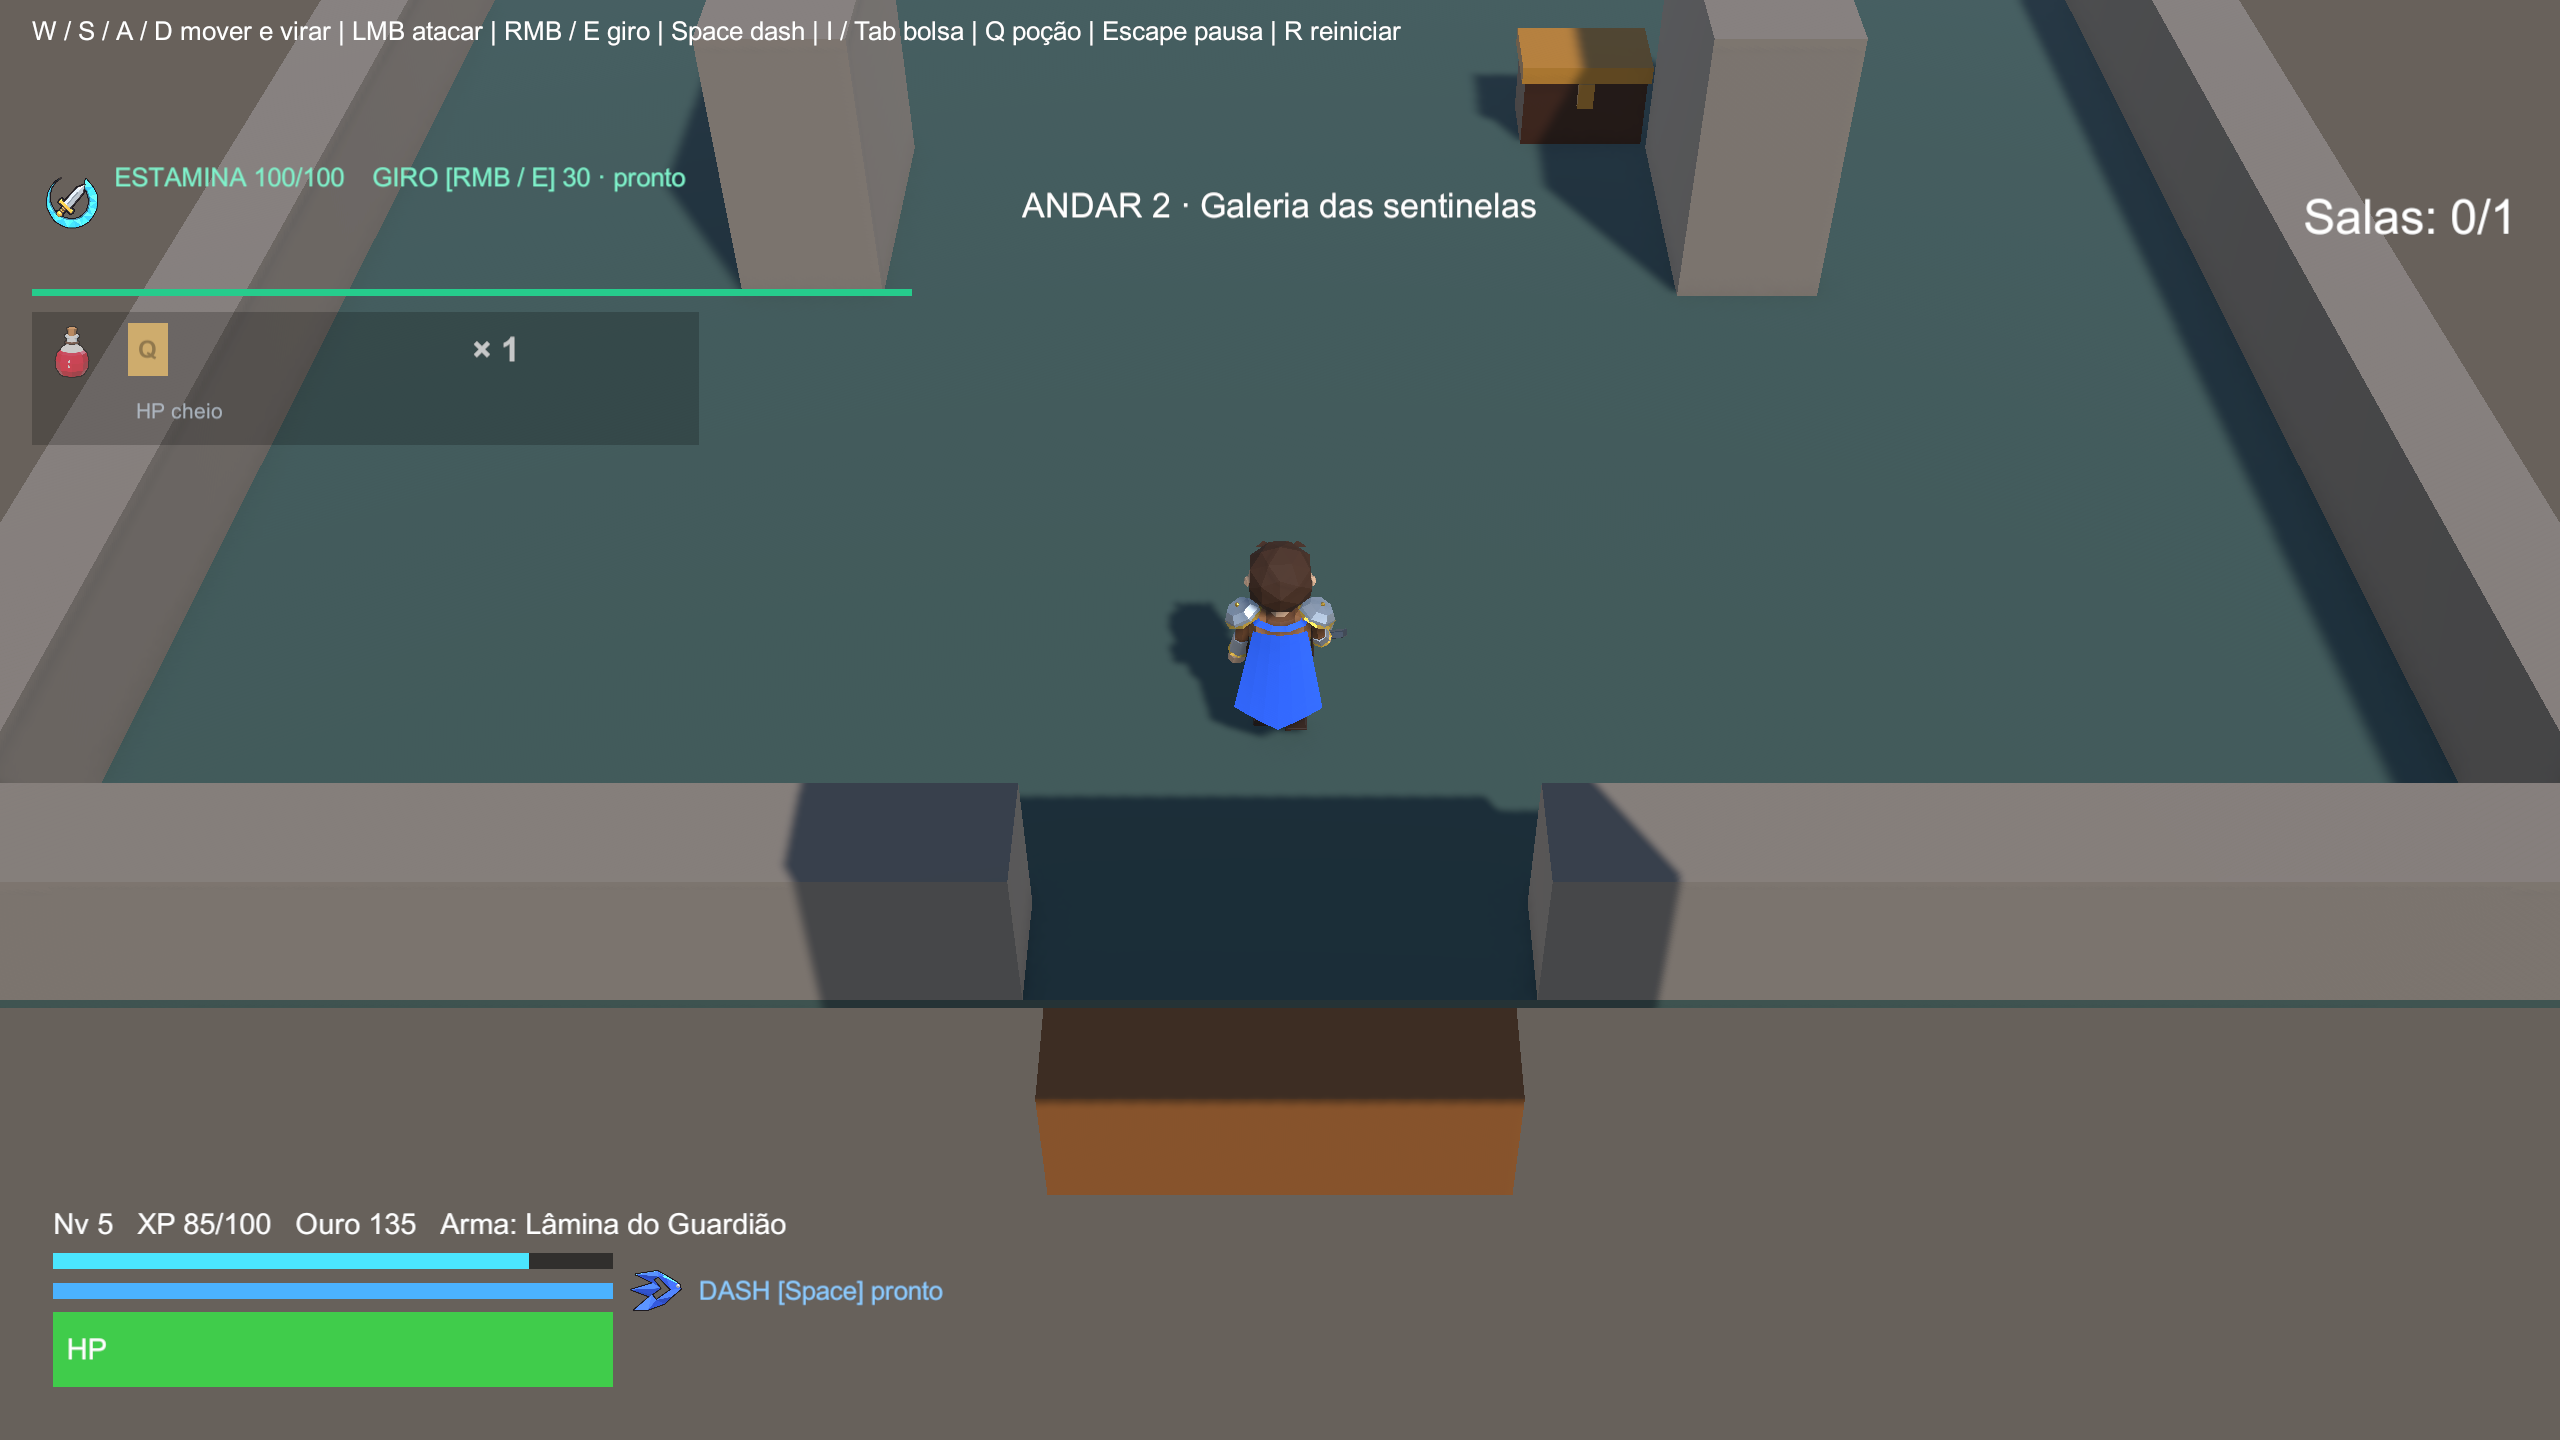 W / S / A / D mover e virar | LMB atacar | RMB / E giro | Space dash | I / Tab bolsa | Q poção | Escape pausa | R reiniciar
ESTAMINA 100/100 GIRO [RMB / E] 30 · pronto
ANDAR 2 · Galeria das sentinelas
Salas: 0/1
Q × 1
HP cheio
Nv 5 XP 85/100 Ouro 135 Arma: Lâmina do Guardião
DASH [Space] pronto
HP